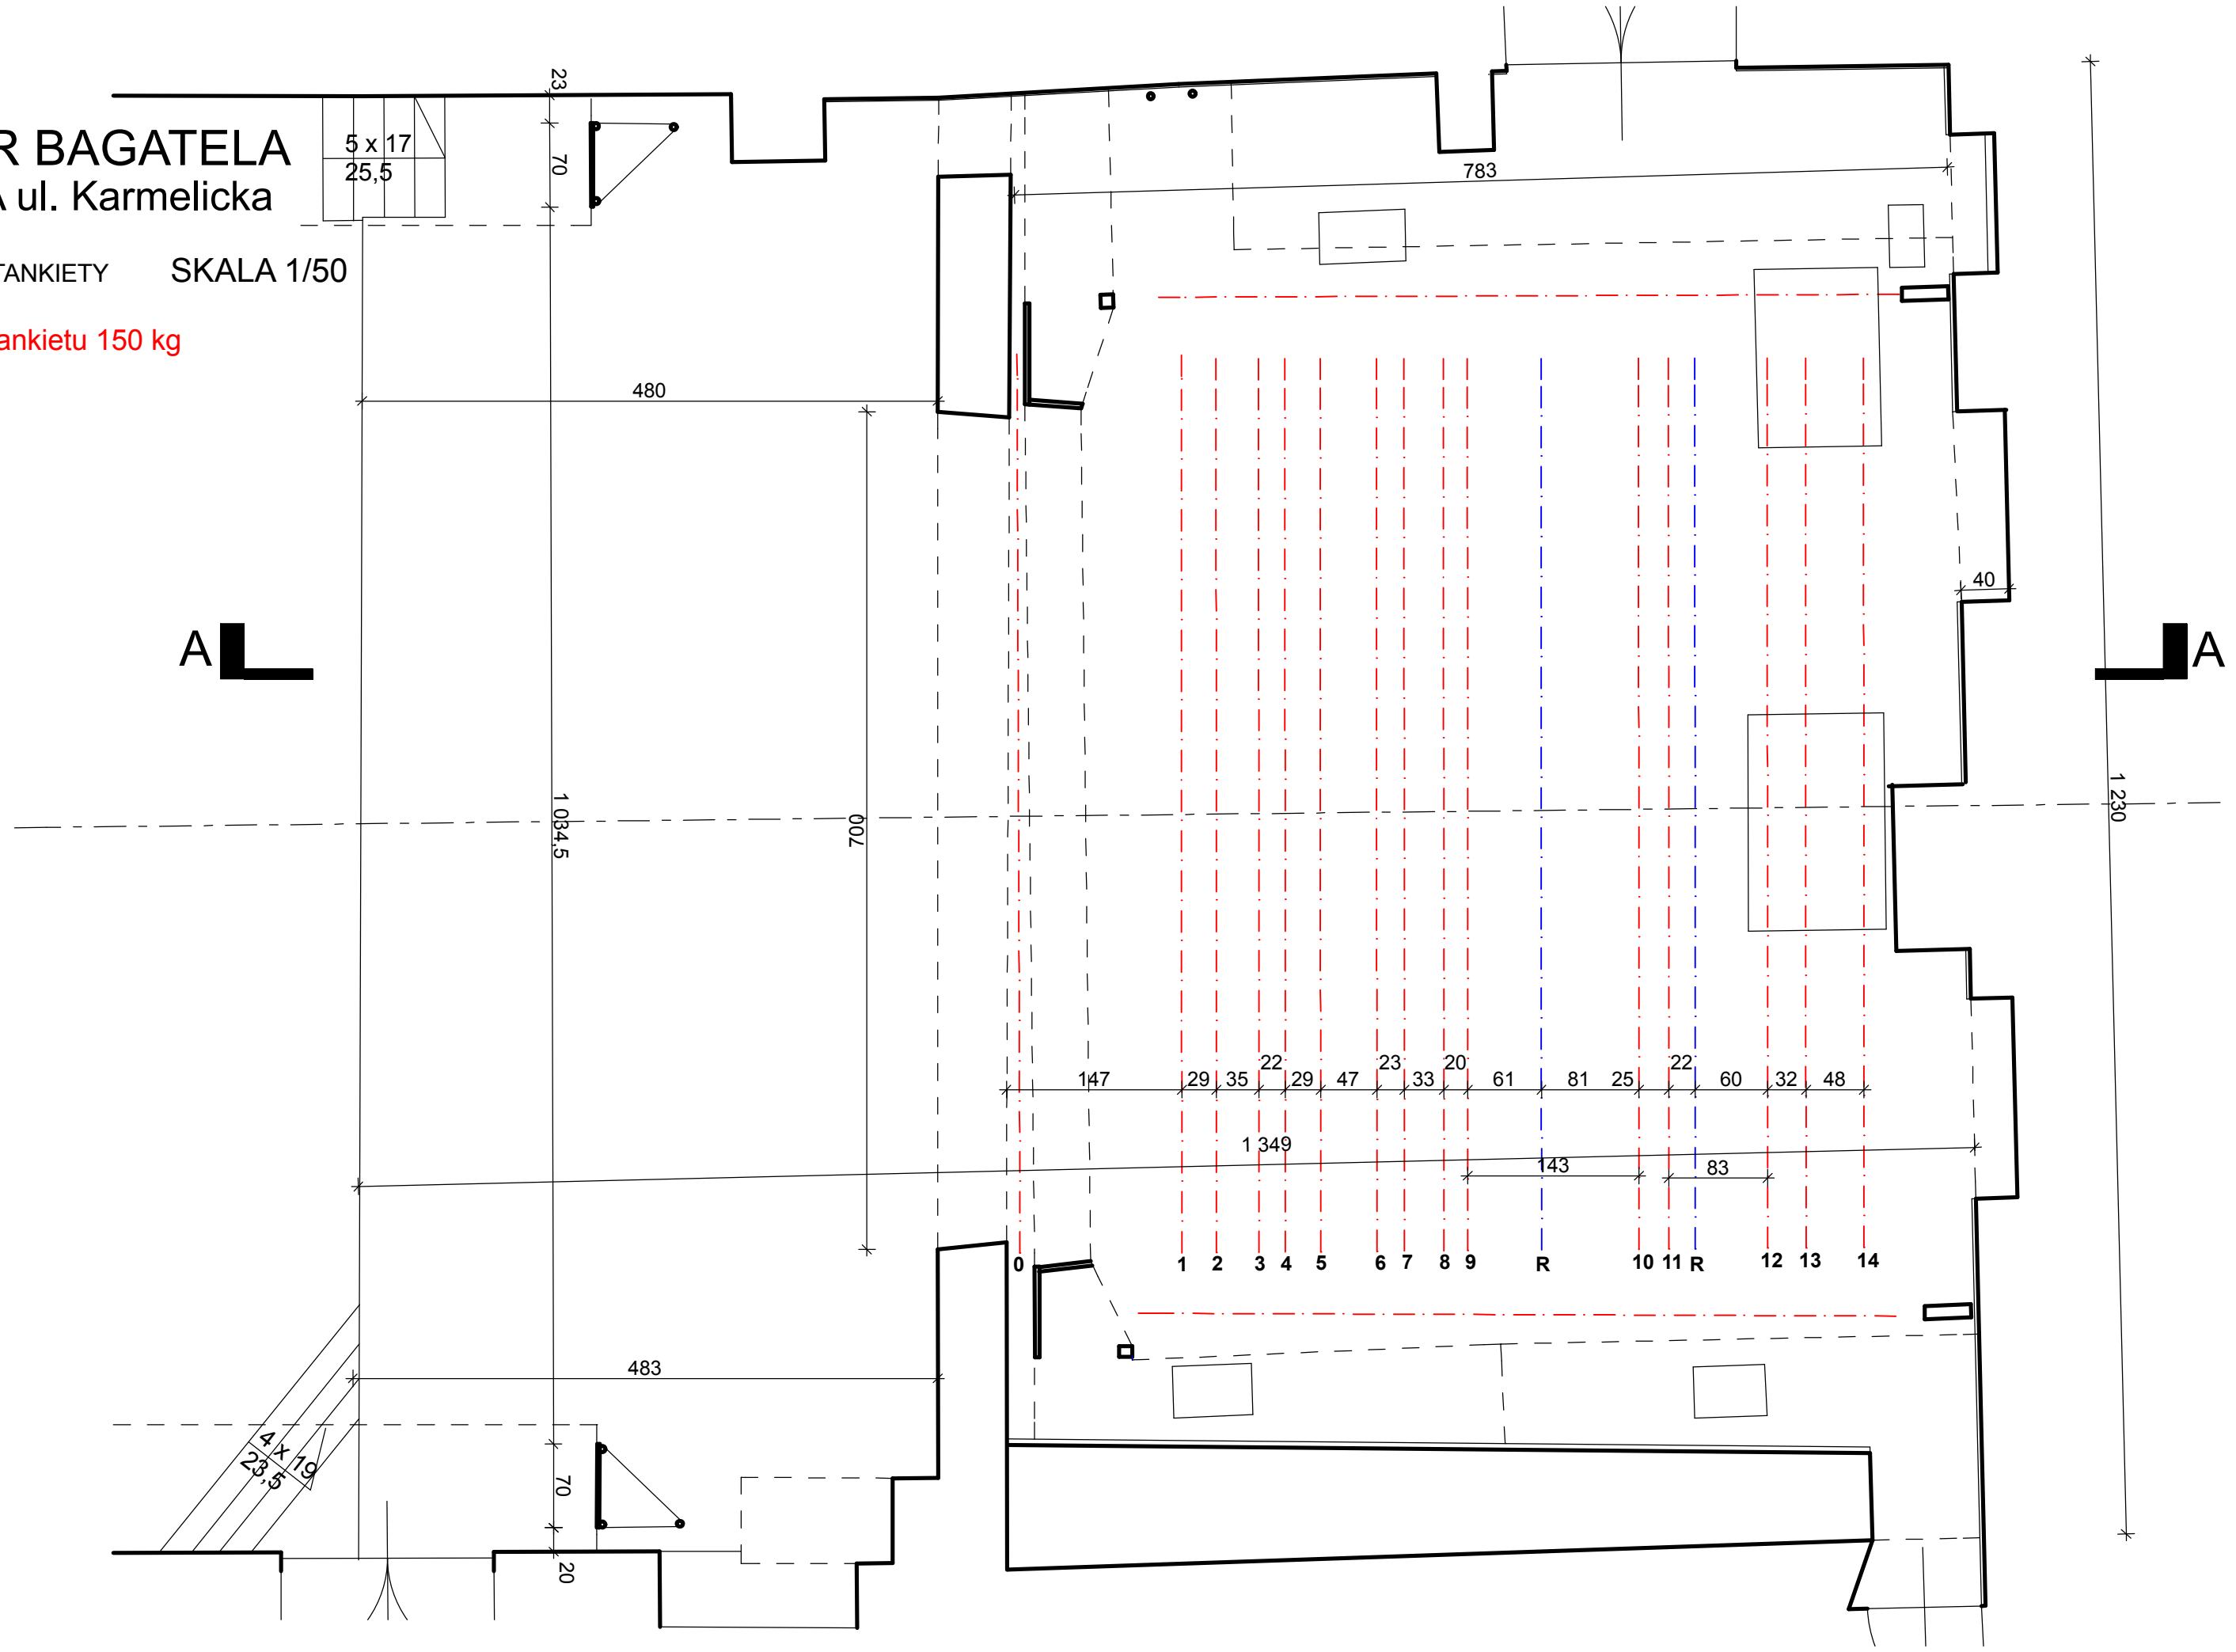 R BAGATELA
A ul. Karmelicka
TANKIETY SKALA 1/50
ankietu 150 kg
5 x 17
25,5
23
70
783
480
40
A
A
1 034,5
700
1 230
22 23 20 22
147 29 35 29 47 33 61 81 25 60 32 48
1 349
143 83
0 1 2 3 4 5 6 7 8 9 R 10 11 R 12 13 14
483
4 x 19
23,5
70
20